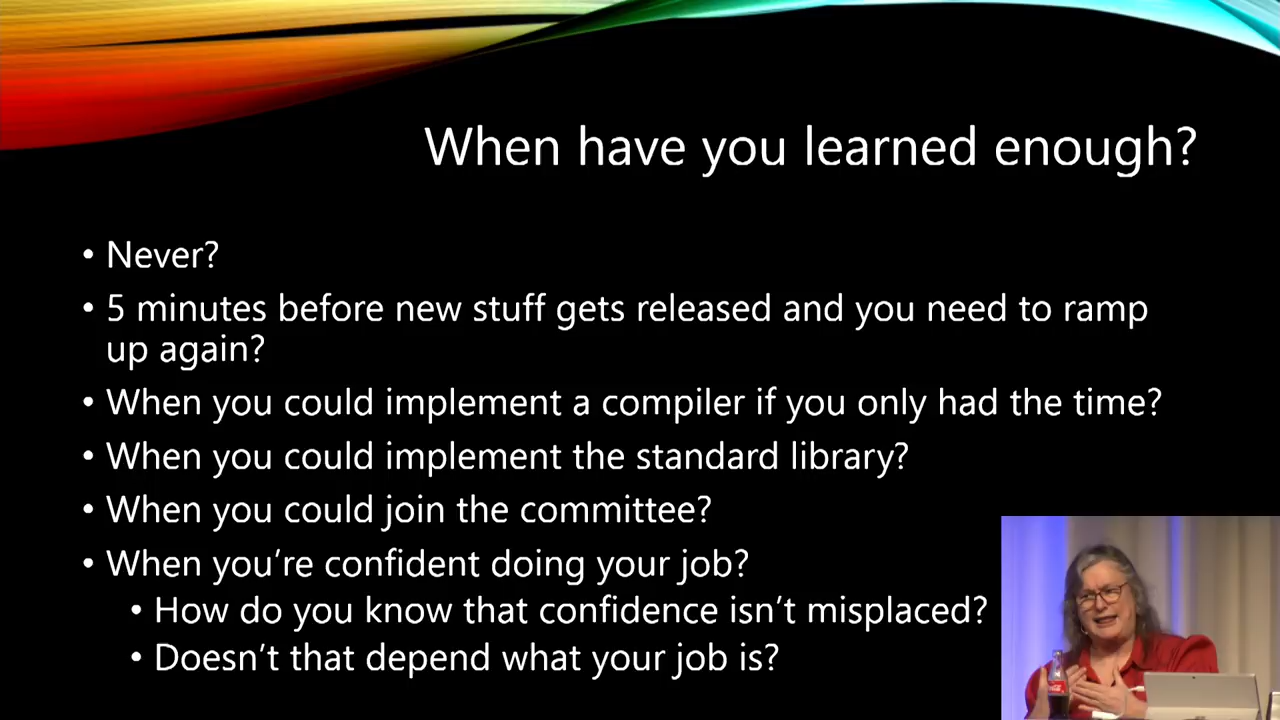 When have you learned enough?
• Never?
• 5 minutes before new stuff gets released and you need to ramp
up again?
• When you could implement a compiler if you only had the time?
• When you could implement the standard library?
• When you could join the committee?
• When you're confident doing your job?
• How do you know that confidence isn't misplaced?
• Doesn't that depend what your job is?